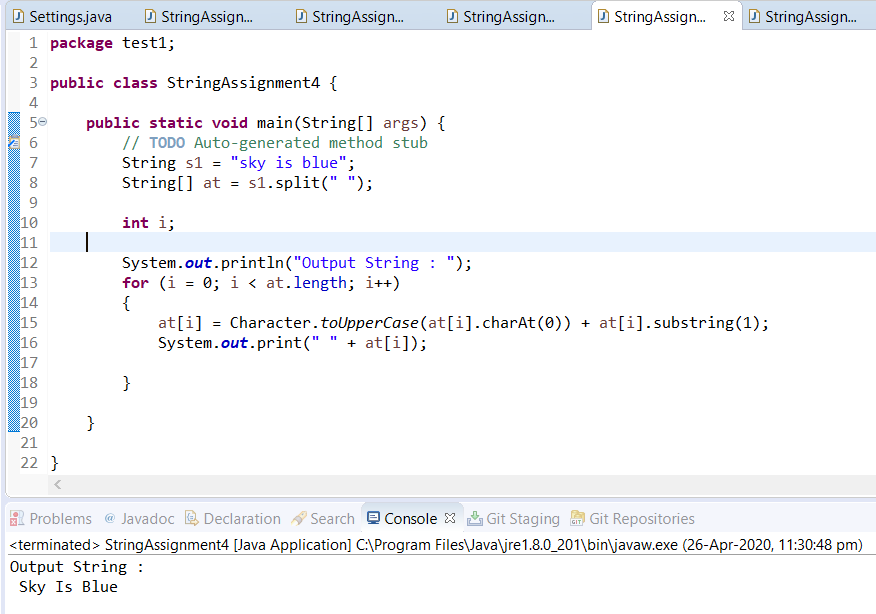 Settings.java StringAssign... StringAssign... StringAssign... StringAssign... StringAssign...
1 package test1;
2
3 public class StringAssignment4 {
4
5 public static void main(String[] args) {
6 // TODO Auto-generated method stub
7 String s1 = "sky is blue";
8 String[] at = s1.split(" ");
9
10 int i;
11
12 System.out.println("Output String : ");
13 for (i = 0; i < at.length; i++)
14 {
15 at[i] = Character.toUpperCase(at[i].charAt(0)) + at[i].substring(1);
16 System.out.print(" " + at[i]);
17
18 }
19
20 }
21
22 }
Problems @ Javadoc Declaration Search Console Git Staging Git Repositories
<terminated> StringAssignment4 [Java Application] C:\Program Files\Java\jre1.8.0_201\bin\javaw.exe (26-Apr-2020, 11:30:48 pm)
Output String :
Sky Is Blue